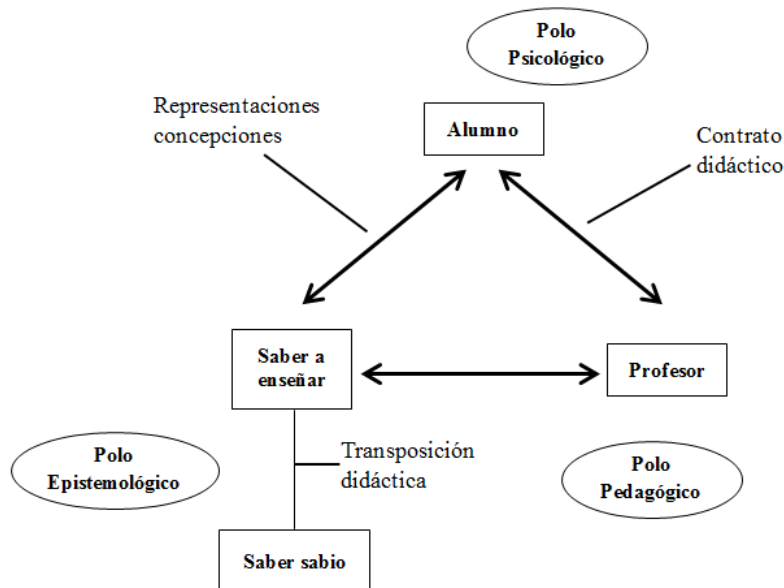 Polo
Psicológico
Representaciones
concepciones
Alumno
Contrato
didáctico
Saber a
enseñar
Profesor
Polo
Epistemológico
Transposición
didáctica
Polo
Pedagógico
Saber sabio